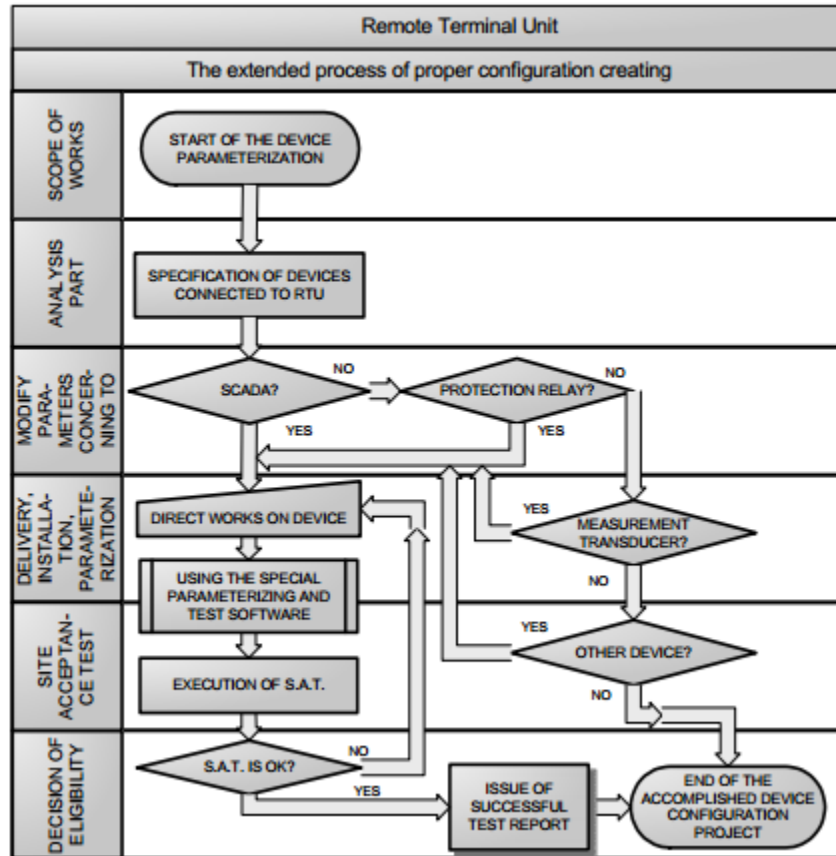 Remote Terminal Unit
The extended process of proper configuration creating
SCOPE OF
WORKS
START OF THE DEVICE
PARAMETERIZATION
ANALYSIS
PART
SPECIFICATION OF DEVICES
CONNECTED TO RTU
MODIFY
PARA-
METERS
CONCER-
NING TO
SCADA?
NO
PROTECTION RELAY?
NO
YES
YES
DELIVERY,
INSTALLA-
TION,
PARAMETE-
RIZATION
DIRECT WORKS ON DEVICE
YES
MEASUREMENT
TRANSDUCER?
NO
USING THE SPECIAL
PARAMETERIZING AND
TEST SOFTWARE
SITE
ACCEPTAN-
CE TEST
YES
OTHER DEVICE?
NO
EXECUTION OF S.A.T.
DECISION OF
ELIGIBILITY
S.A.T. IS OK?
NO
YES
ISSUE OF
SUCCESSFUL
TEST REPORT
END OF THE
ACCOMPLISHED DEVICE
CONFIGURATION
PROJECT